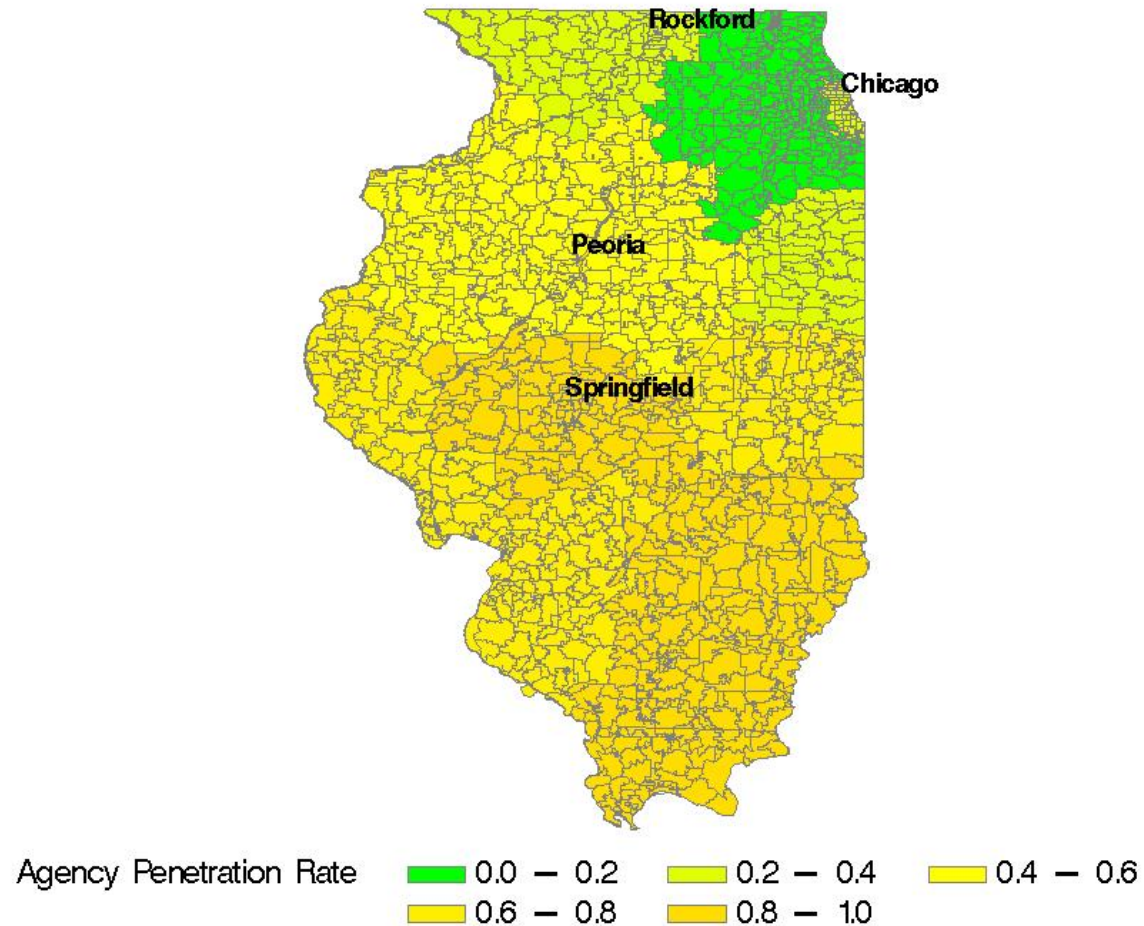 Rockford
Chicago
Peoria
Springfield
Agency Penetration Rate 0.0 – 0.2 0.2 – 0.4 0.4 – 0.6
0.6 – 0.8 0.8 – 1.0